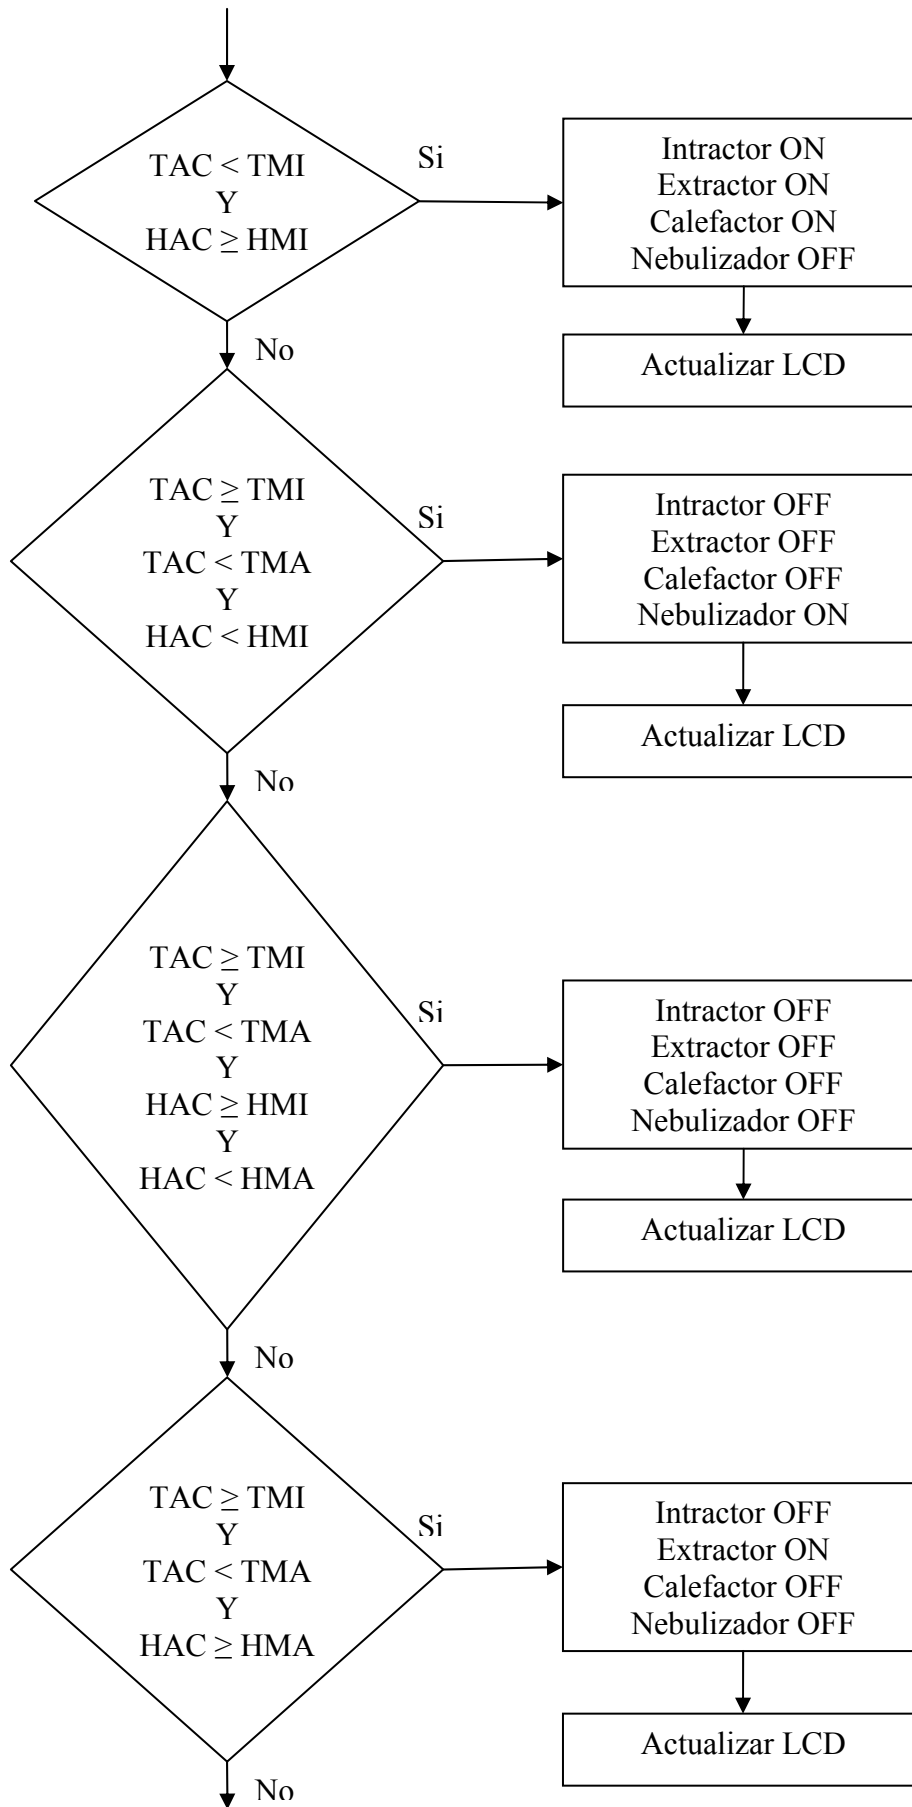 TAC < TMI
Y
HAC ≥ HMI
Si
Intractor ON
Extractor ON
Calefactor ON
Nebulizador OFF
Actualizar LCD
No
TAC ≥ TMI
Y
TAC < TMA
Y
HAC < HMI
Si
Intractor OFF
Extractor OFF
Calefactor OFF
Nebulizador ON
Actualizar LCD
No
TAC ≥ TMI
Y
TAC < TMA
Y
HAC ≥ HMI
Y
HAC < HMA
Si
Intractor OFF
Extractor OFF
Calefactor OFF
Nebulizador OFF
Actualizar LCD
No
TAC ≥ TMI
Y
TAC < TMA
Y
HAC ≥ HMA
Si
Intractor OFF
Extractor ON
Calefactor OFF
Nebulizador OFF
Actualizar LCD
No